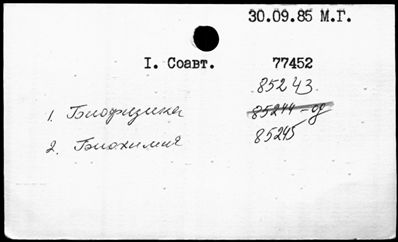 30.09.85 М.Г.
I. Соавт. 77452
85243
1. Биофизика 85244-
2. Биохимия 85245